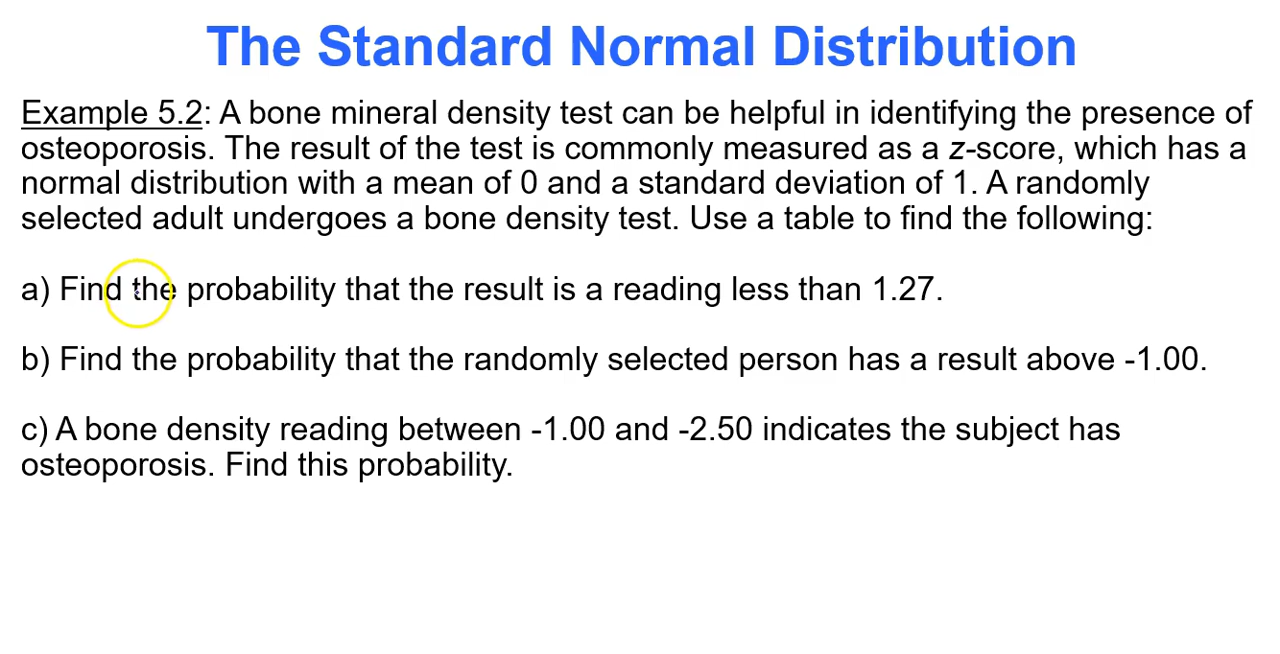 The Standard Normal Distribution
Example 5.2: A bone mineral density test can be helpful in identifying the presence of
osteoporosis. The result of the test is commonly measured as a z-score, which has a
normal distribution with a mean of 0 and a standard deviation of 1. A randomly
selected adult undergoes a bone density test. Use a table to find the following:
a) Find the probability that the result is a reading less than 1.27.
b) Find the probability that the randomly selected person has a result above -1.00.
c) A bone density reading between -1.00 and -2.50 indicates the subject has
osteoporosis. Find this probability.